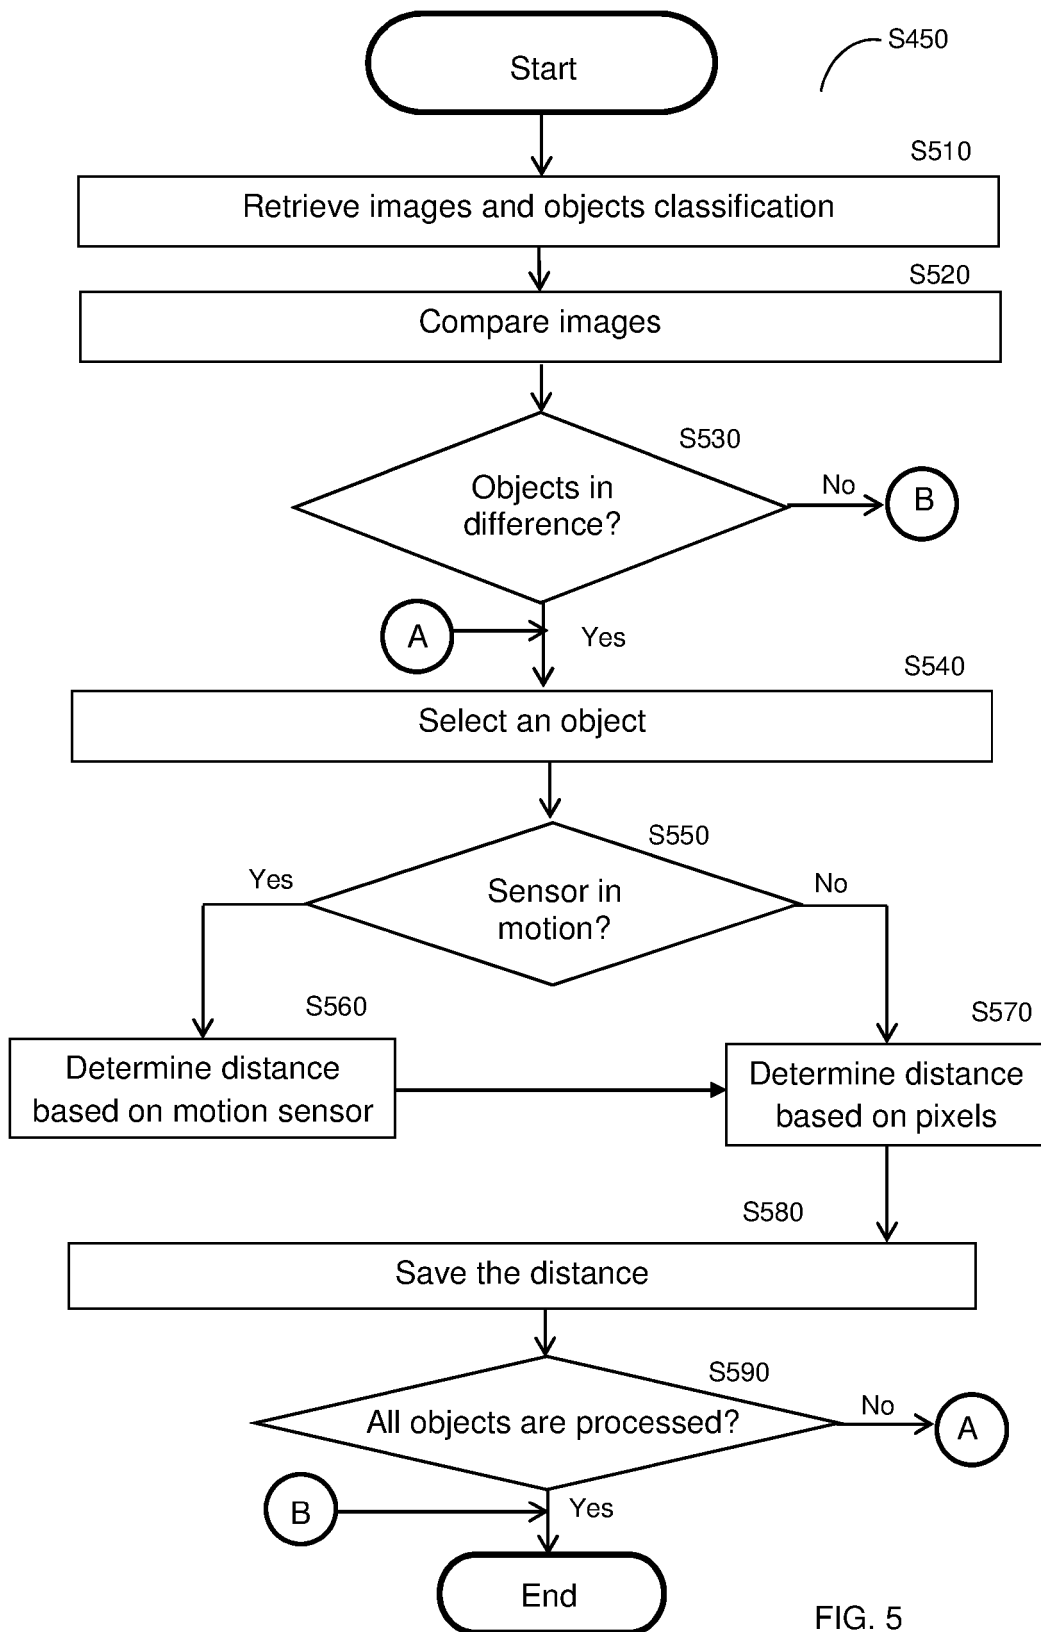 Start
S450
S510
Retrieve images and objects classification
S520
Compare images
S530
Objects in
difference?
No
B
A
Yes
S540
Select an object
S550
Yes
Sensor in
motion?
No
S560
S570
Determine distance
based on motion sensor
Determine distance
based on pixels
S580
Save the distance
S590
All objects are processed?
No
A
B
Yes
End
FIG. 5